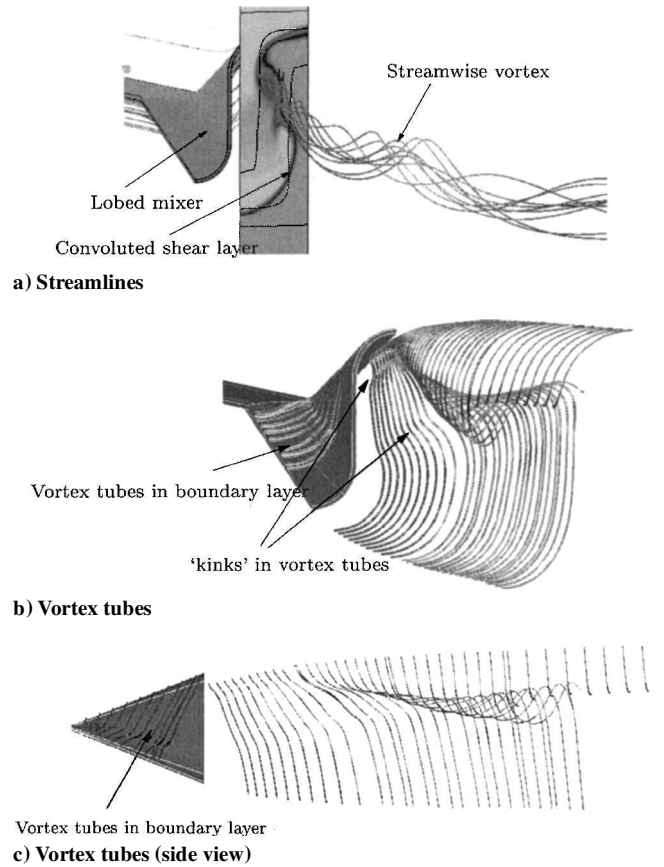 Streamwise vortex
Lobed mixer
Convoluted shear layer
a) Streamlines
Vortex tubes in boundary layer
'kinks' in vortex tubes
b) Vortex tubes
Vortex tubes in boundary layer
c) Vortex tubes (side view)